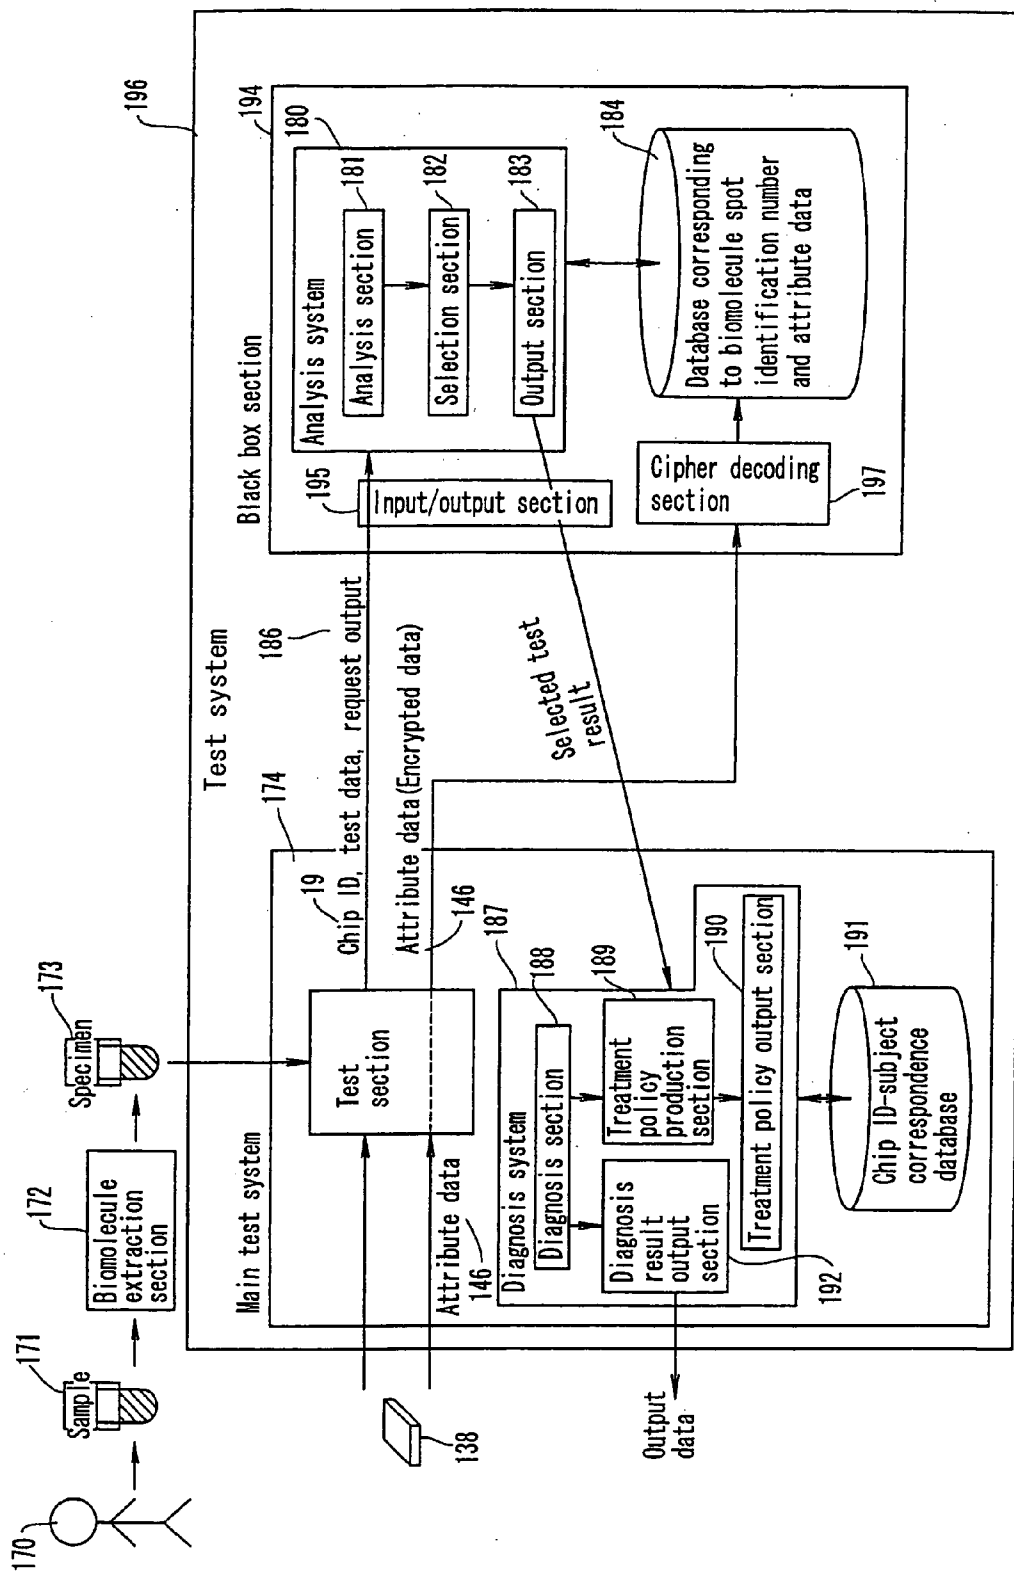 170
Sample
171
172
Biomolecule
extraction
section
Specimen
173
196
Test system
Main test system
174
Test
section
138
Attribute data
146
19
Chip ID, test data, request output
186
Attribute data(Encrypted data)
146
Diagnosis system
187
Diagnosis section
188
Treatment
policy
production
section
189
Diagnosis
result
output
section
192
Treatment policy output section
190
Chip ID-subject
correspondence
database
191
Output
data
Selected test
result
Black box section
194
195
Input/output section
Analysis system
180
Analysis section
181
Selection section
182
Output section
183
Cipher decoding
section
197
Database corresponding
to biomolecule spot
identification number
and attribute data
184